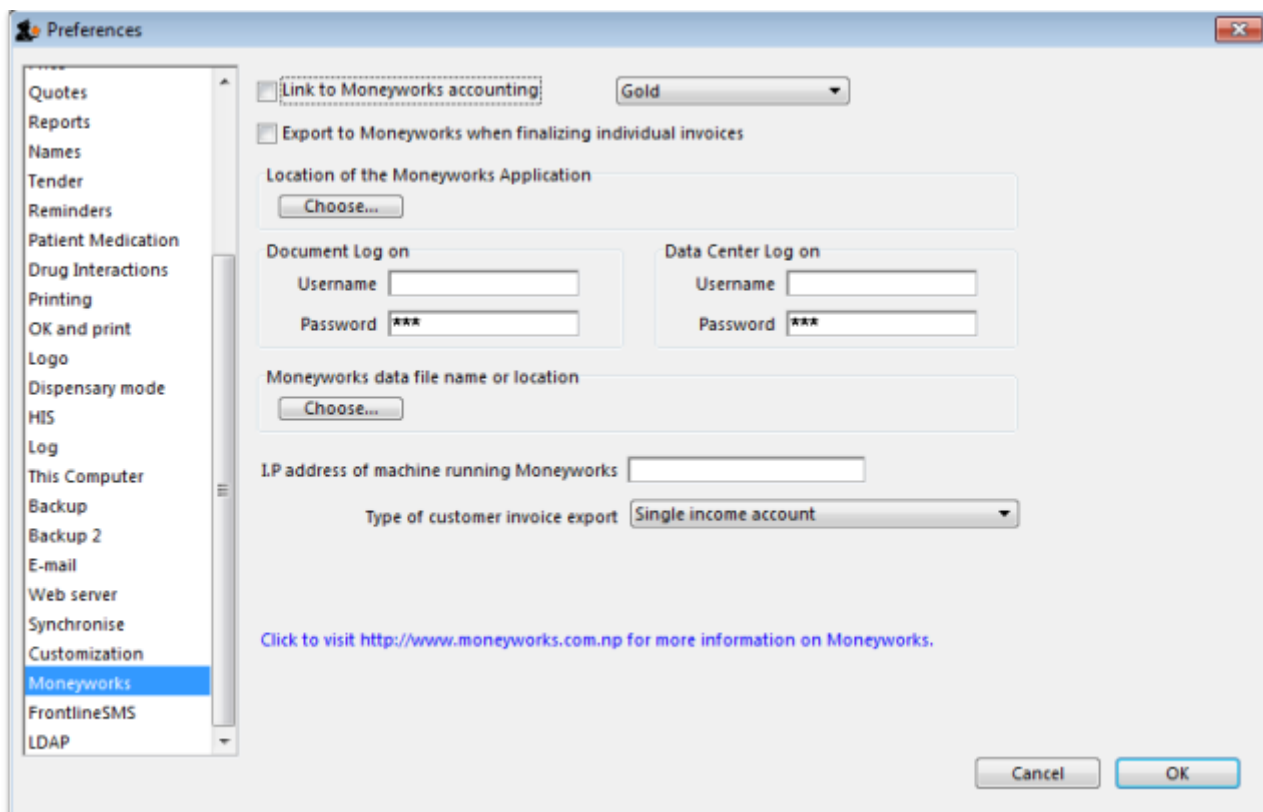 Preferences
Quotes
Reports
Names
Tender
Reminders
Patient Medication
Drug Interactions
Printing
OK and print
Logo
Dispensary mode
HIS
Log
This Computer
Backup
Backup 2
E-mail
Web server
Synchronise
Customization
Moneyworks
FrontlineSMS
LDAP
Link to Moneyworks accounting
Gold
Export to Moneyworks when finalizing individual invoices
Location of the Moneyworks Application
Choose...
Document Log on
Username
Password ***
Data Center Log on
Username
Password ***
Moneyworks data file name or location
Choose...
I.P address of machine running Moneyworks
Type of customer invoice export Single income account
Click to visit http://www.moneyworks.com.np for more information on Moneyworks.
Cancel
OK